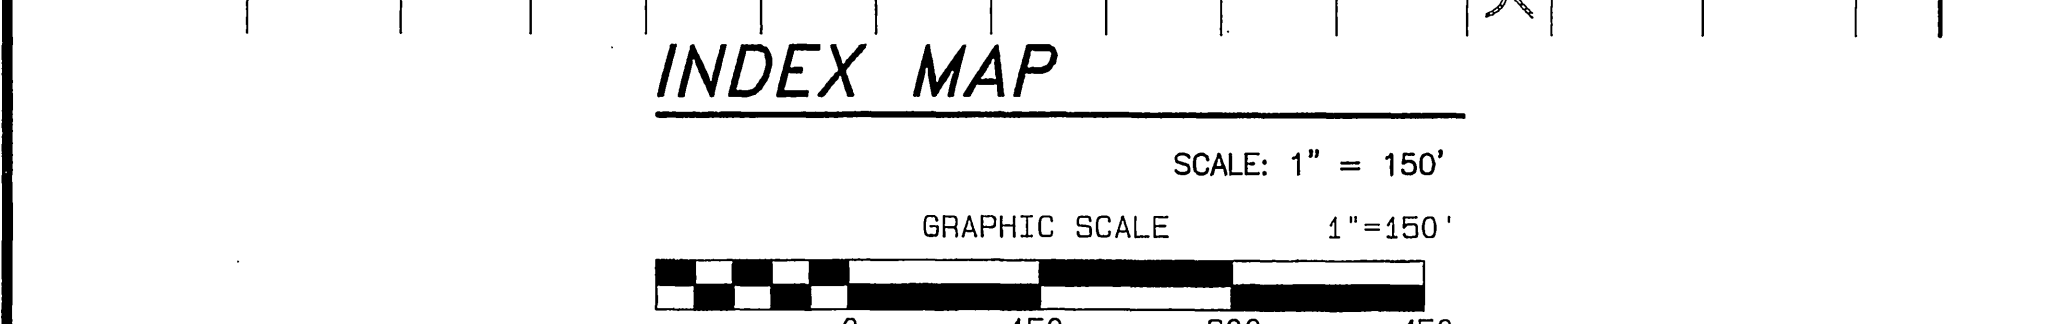 INDEX MAP
SCALE: 1" = 150'
GRAPHIC SCALE 1"=150'